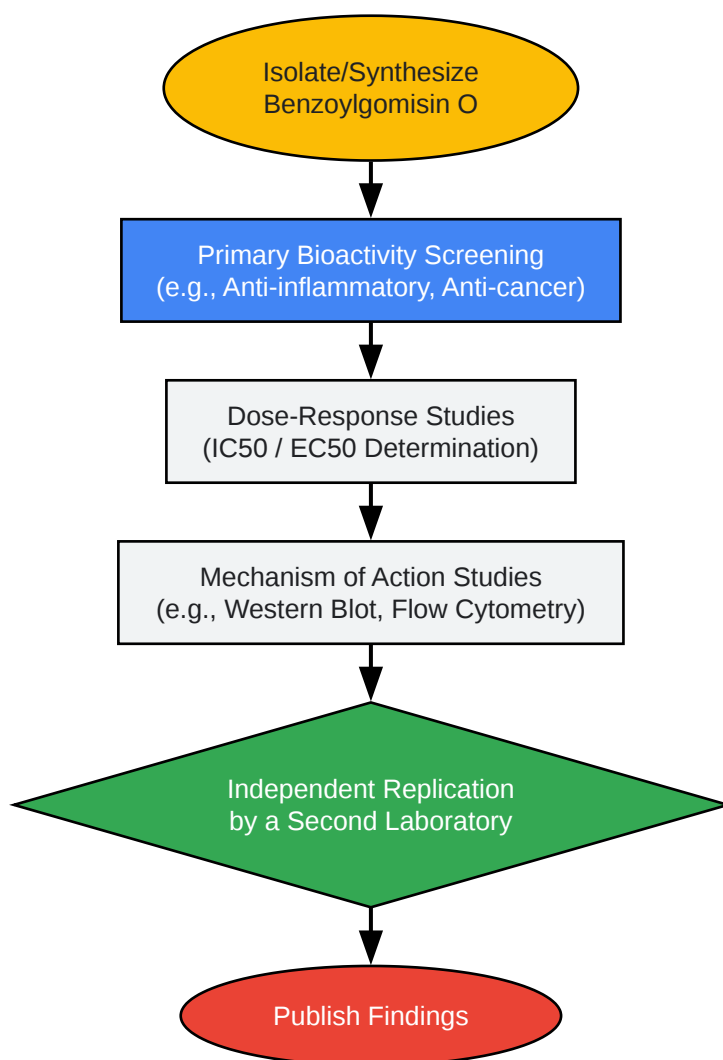 Isolate/Synthesize
Benzoylgomisin O
Primary Bioactivity Screening
(e.g., Anti-inflammatory, Anti-cancer)
Dose-Response Studies
(IC50 / EC50 Determination)
Mechanism of Action Studies
(e.g., Western Blot, Flow Cytometry)
Independent Replication
by a Second Laboratory
Publish Findings